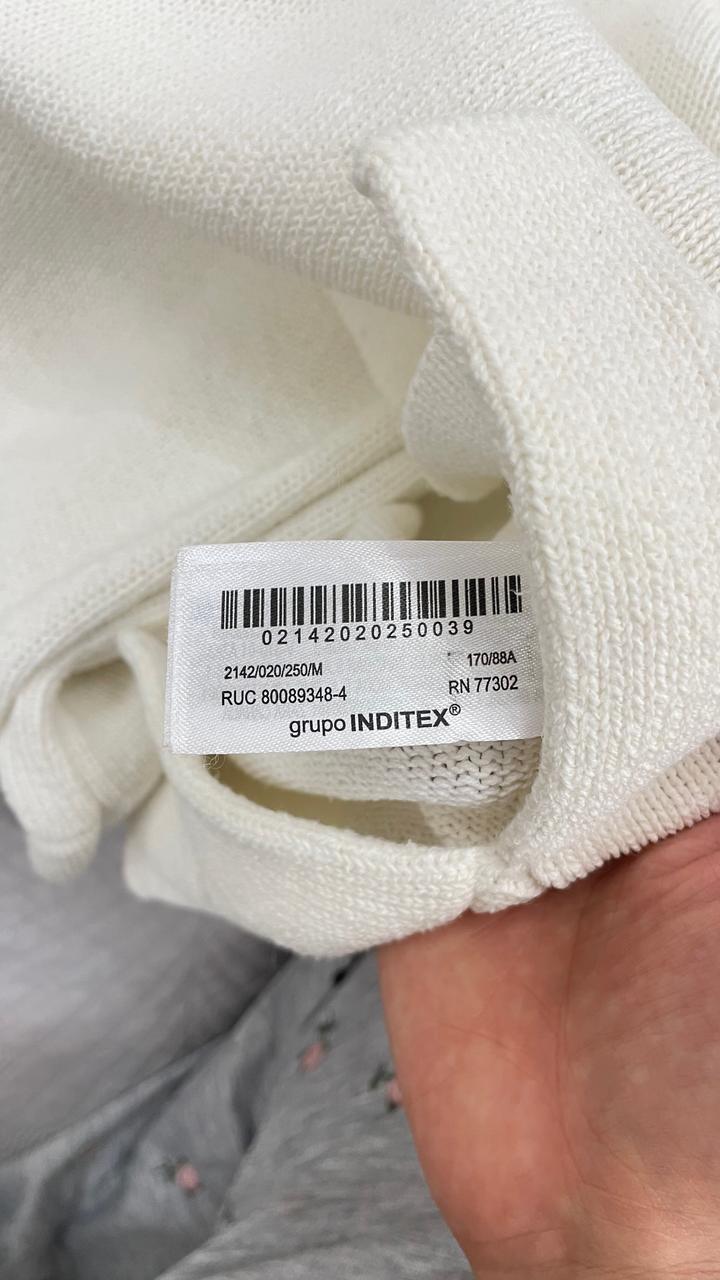 02142020250039
2142/020/250/M 170/88A
RUC 80089348-4 RN 77302
grupo INDITEX®